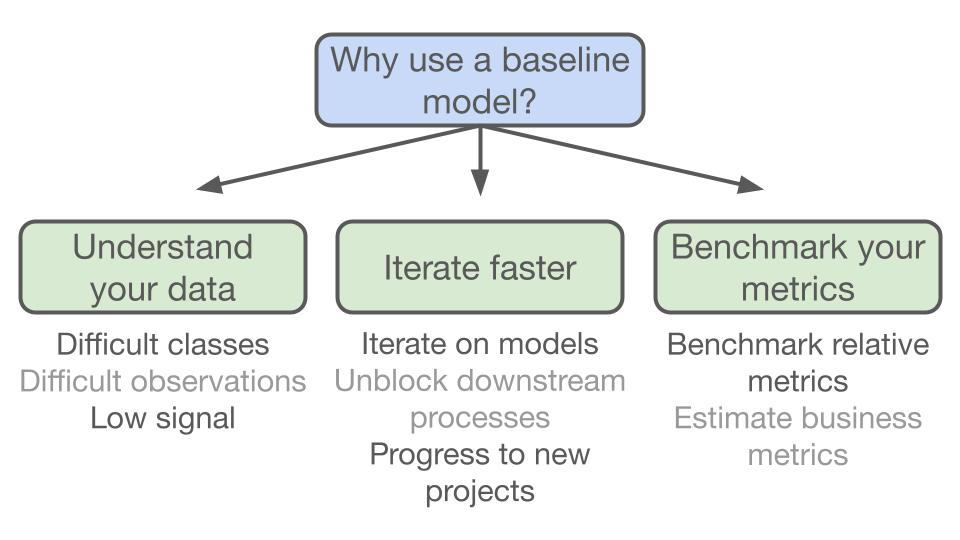 Why use a baseline
model?
Understand
your data
Difficult classes
Difficult observations
Low signal
Iterate faster
Iterate on models
Unblock downstream
processes
Progress to new
projects
Benchmark your
metrics
Benchmark relative
metrics
Estimate business
metrics